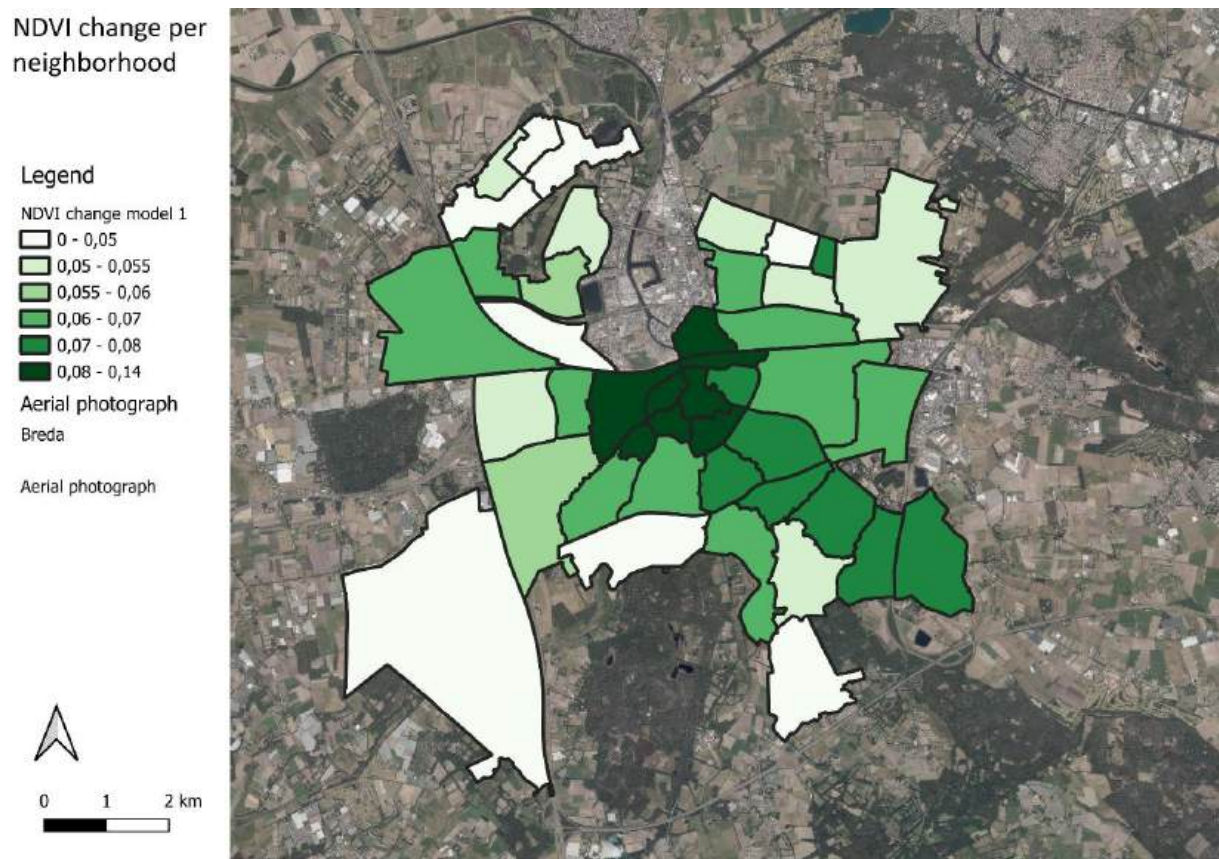 NDVI change per
neighborhood
Legend
NDVI change model 1
0 - 0,05
0,05 - 0,055
0,055 - 0,06
0,06 - 0,07
0,07 - 0,08
0,08 - 0,14
Aerial photograph
Breda
Aerial photograph
0 1 2 km